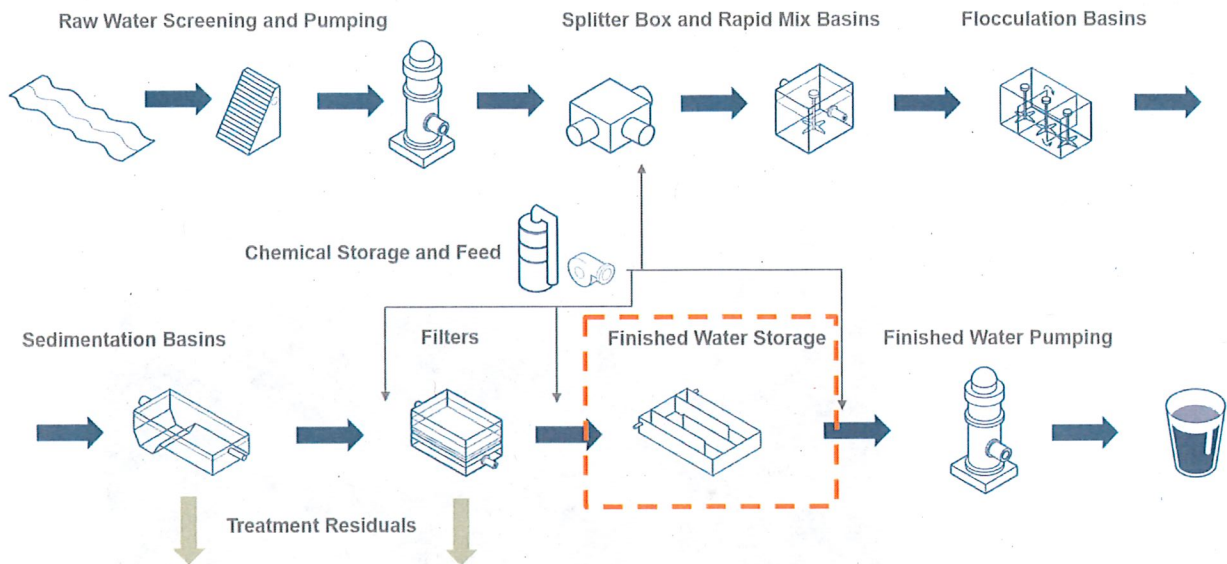 Raw Water Screening and Pumping
Splitter Box and Rapid Mix Basins
Flocculation Basins
Chemical Storage and Feed
Sedimentation Basins
Filters
Finished Water Storage
Finished Water Pumping
Treatment Residuals